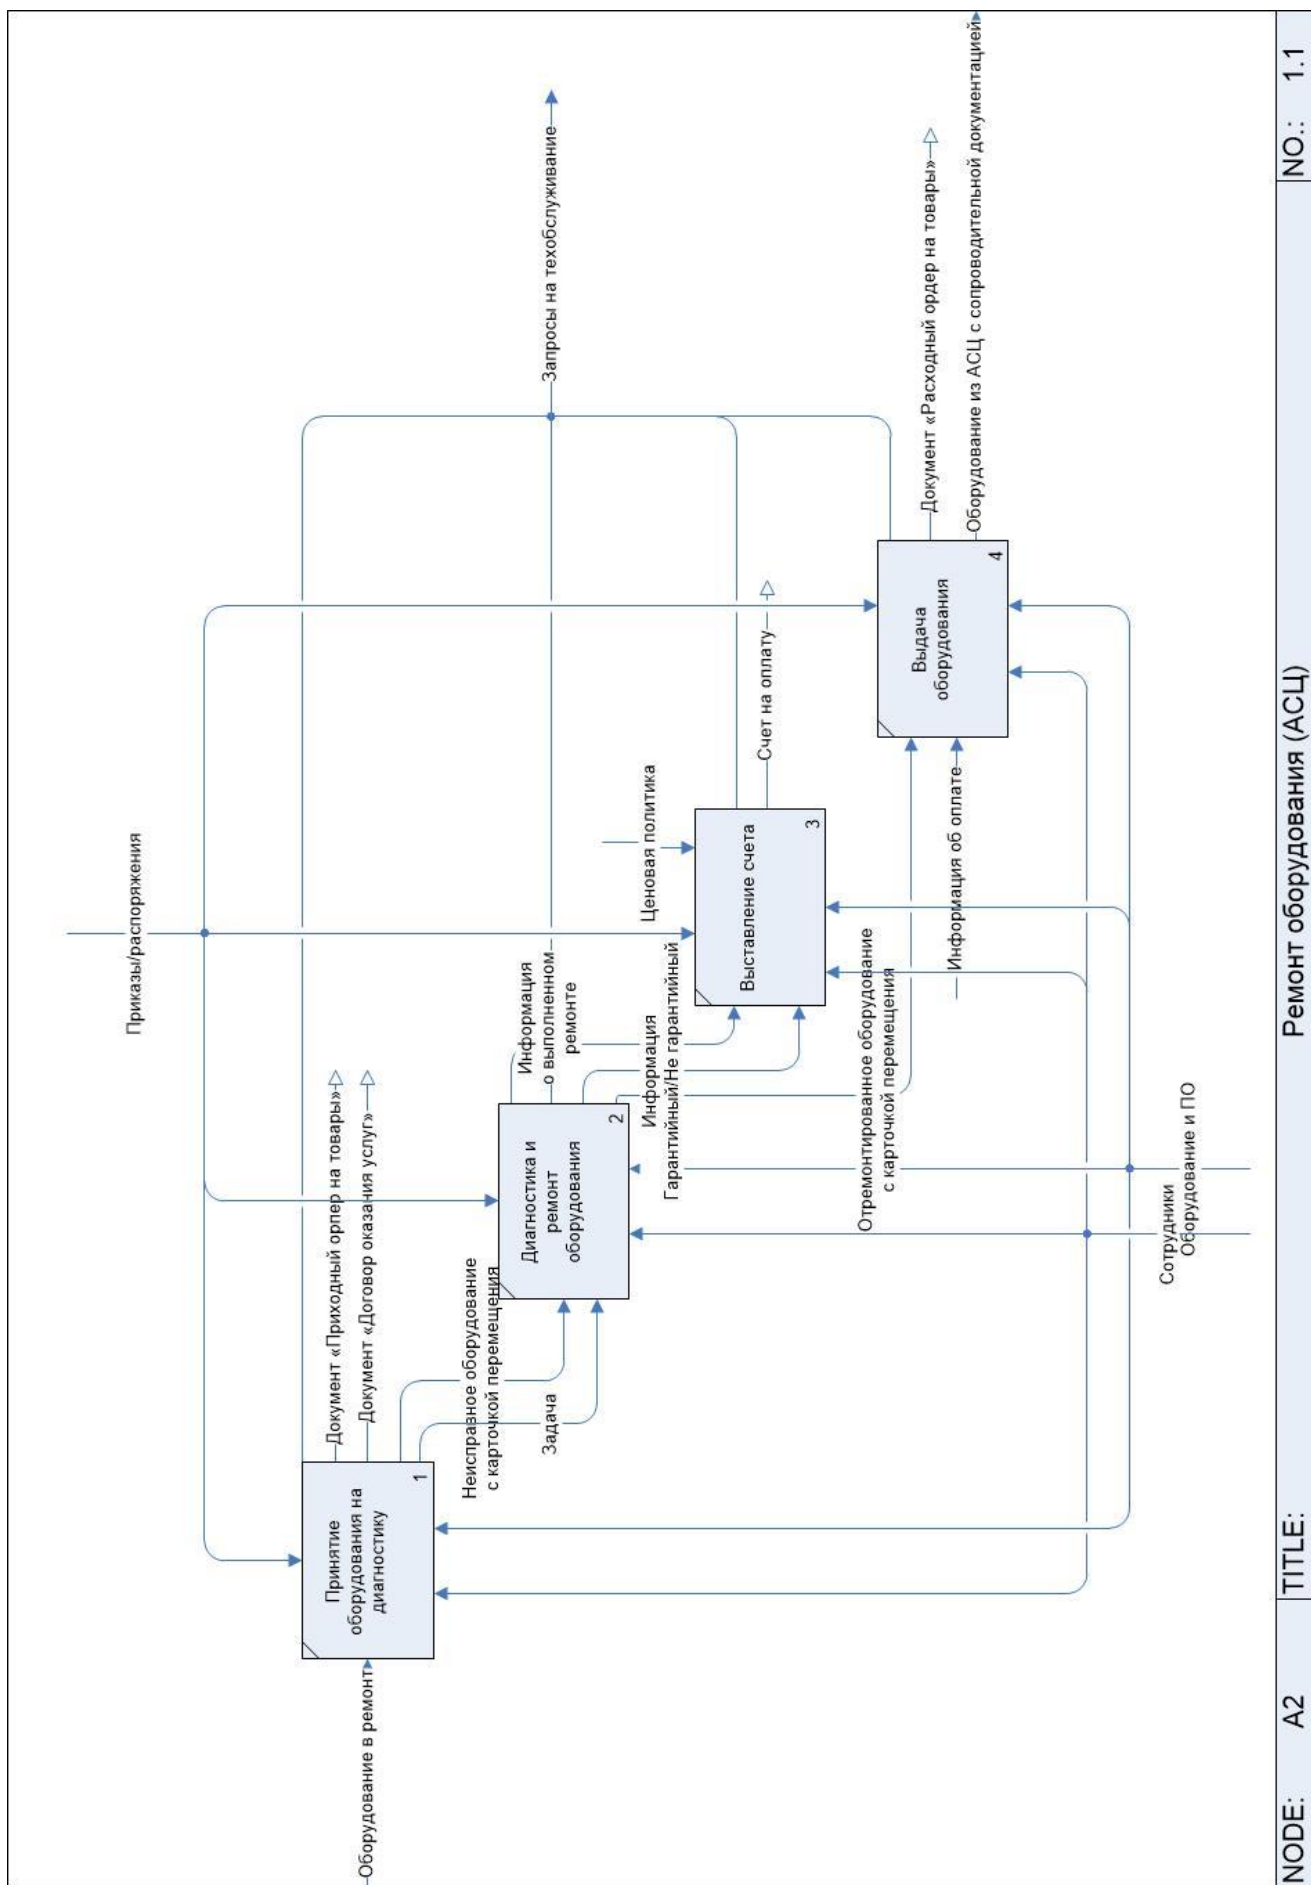 Приказы/распоряжения
Запросы на техобслуживание
Оборудование в ремонт
Принятие
оборудования на
диагностику
1
Документ «Приходный орпер на товары»
Документ «Договор оказания услуг»
Неисправное оборудование
с карточкой перемещения
Задача
Диагностика и
ремонт
оборудования
2
Информация
о выполненном
ремонте
Информация
Гарантийный/Не гарантийный
Ценовая политика
Выставление счета
3
Счет на оплату
Отремонтированное оборудование
с карточкой перемещения
Информация об оплате
Выдача
оборудования
4
Документ «Расходный ордер на товары»
Оборудование из АСЦ с сопроводительной документацией
Сотрудники
Оборудование и ПО
NODE: A2
TITLE: Ремонт оборудования (АСЦ)
NO.: 1.1